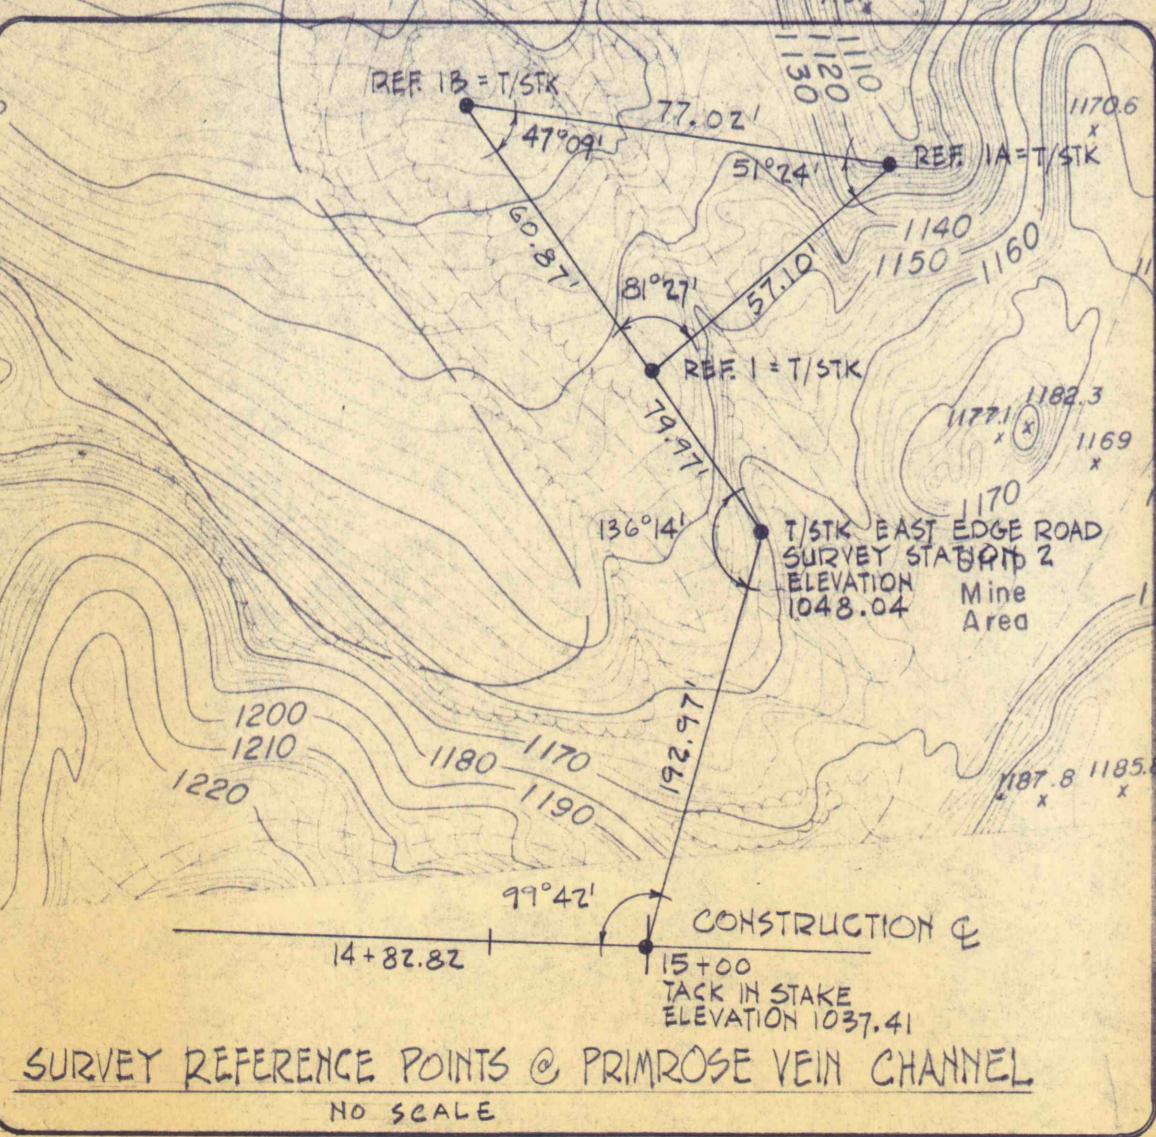 1130
1120
1110
REF. 1B = T/STK
77.02'
1170.6
47°09'
51°24'
REF. 1A = T/STK
60.87'
1140
1150
1160
57.10'
81°27'
REF. 1 = T/STK
1182.3
1177.1
1169
79.97'
1170
136°14'
T/STK EAST EDGE ROAD
SURVEY STATION 2
ELEVATION
1048.04
Mine
Area
1200
1210
1220
1180
1170
1190
192.97'
1187.8
1185.8
99°42'
CONSTRUCTION ℄
14+82.82
15+00
TACK IN STAKE
ELEVATION 1037.41
SURVEY REFERENCE POINTS @ PRIMROSE VEIN CHANNEL
NO SCALE